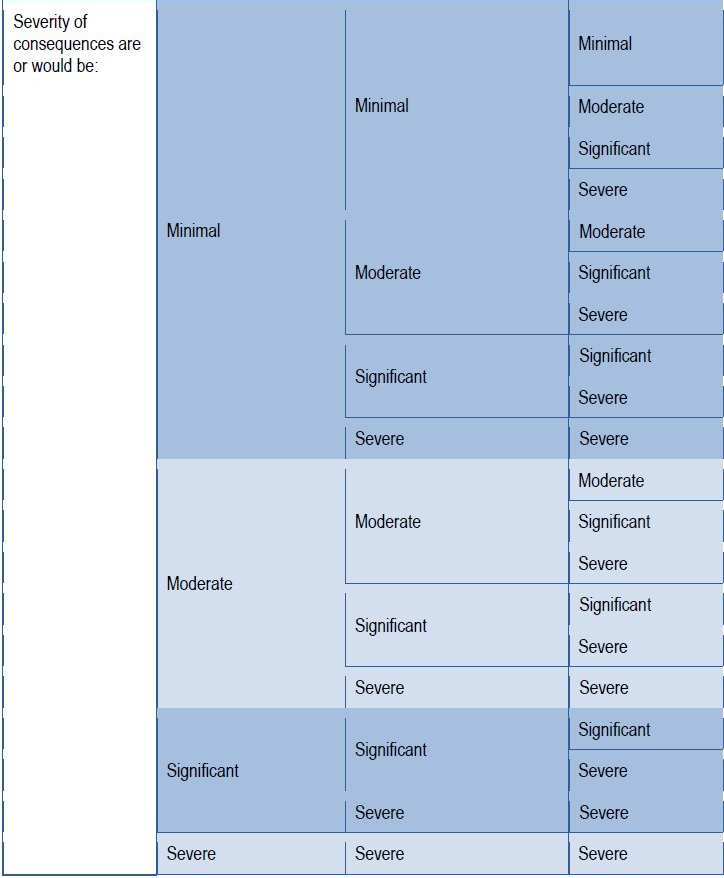 Severity of
consequences are
or would be:
Minimal
Minimal
Minimal
Moderate
Significant
Severe
Moderate
Moderate
Significant
Severe
Significant
Significant
Severe
Severe
Severe
Moderate
Moderate
Moderate
Significant
Severe
Significant
Significant
Severe
Severe
Severe
Significant
Significant
Significant
Severe
Severe
Severe
Severe
Severe
Severe